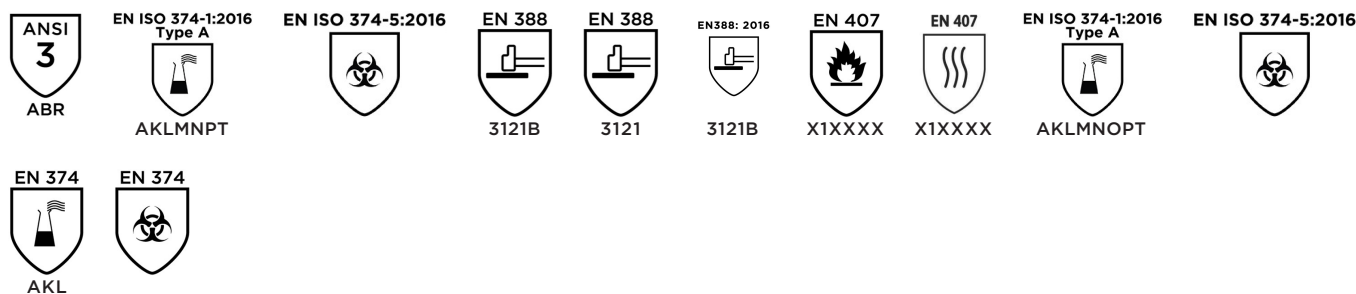 ANSI
3
ABR
EN ISO 374-1:2016
Type A
AKLMNPT
EN ISO 374-5:2016
EN 388
3121B
EN 388
3121
EN388: 2016
3121B
EN 407
X1XXXX
EN 407
X1XXXX
EN ISO 374-1:2016
Type A
AKLMNOPT
EN ISO 374-5:2016
EN 374
AKL
EN 374